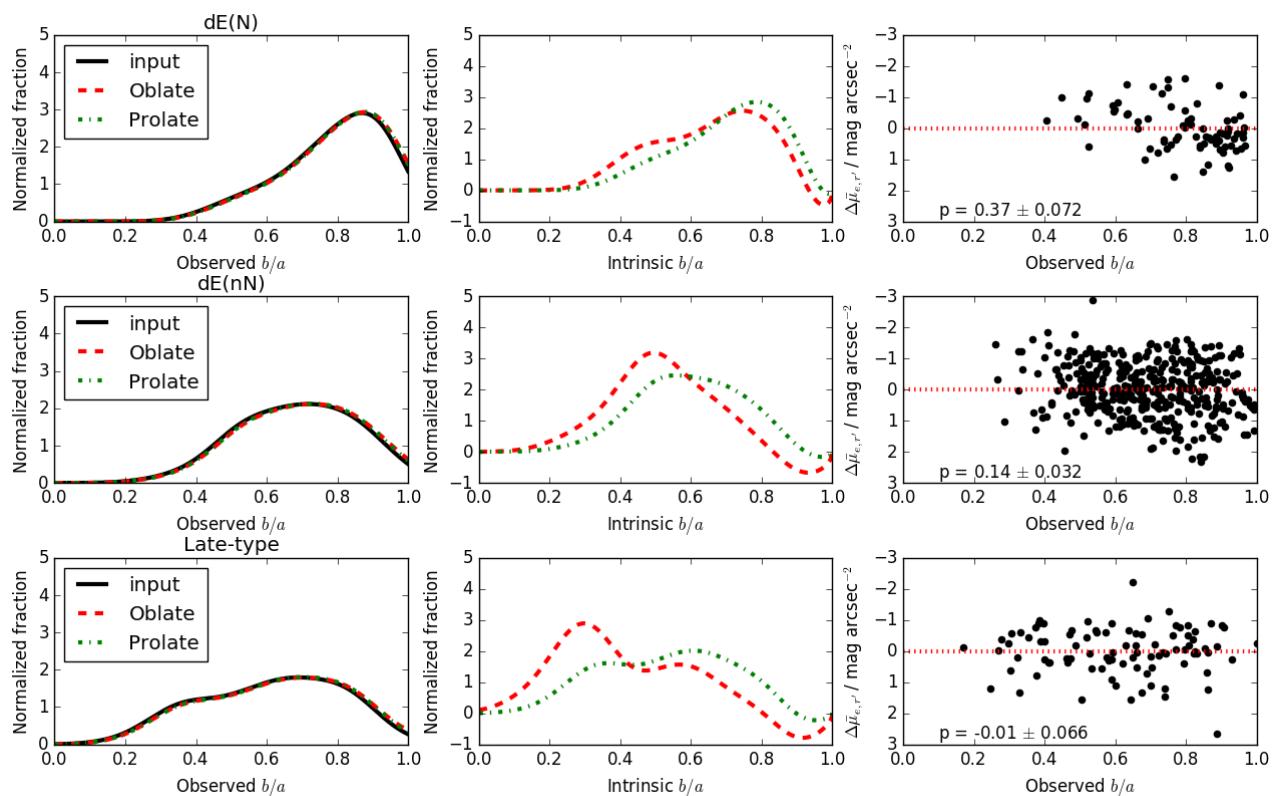 dE(N)
Normalized fraction
5
4
3
2
1
0
input
Oblate
Prolate
0.0 0.2 0.4 0.6 0.8 1.0
Observed b/a
Normalized fraction
5
4
3
2
1
0
−1
0.0 0.2 0.4 0.6 0.8 1.0
Intrinsic b/a
Δμ̄e,r′ / mag arcsec−2
−3
−2
−1
0
1
2
3
p = 0.37 ± 0.072
0.0 0.2 0.4 0.6 0.8 1.0
Observed b/a
dE(nN)
Normalized fraction
5
4
3
2
1
0
input
Oblate
Prolate
0.0 0.2 0.4 0.6 0.8 1.0
Observed b/a
Normalized fraction
5
4
3
2
1
0
−1
0.0 0.2 0.4 0.6 0.8 1.0
Intrinsic b/a
Δμ̄e,r′ / mag arcsec−2
−3
−2
−1
0
1
2
3
p = 0.14 ± 0.032
0.0 0.2 0.4 0.6 0.8 1.0
Observed b/a
Late-type
Normalized fraction
5
4
3
2
1
0
input
Oblate
Prolate
0.0 0.2 0.4 0.6 0.8 1.0
Observed b/a
Normalized fraction
5
4
3
2
1
0
−1
0.0 0.2 0.4 0.6 0.8 1.0
Intrinsic b/a
Δμ̄e,r′ / mag arcsec−2
−3
−2
−1
0
1
2
3
p = -0.01 ± 0.066
0.0 0.2 0.4 0.6 0.8 1.0
Observed b/a